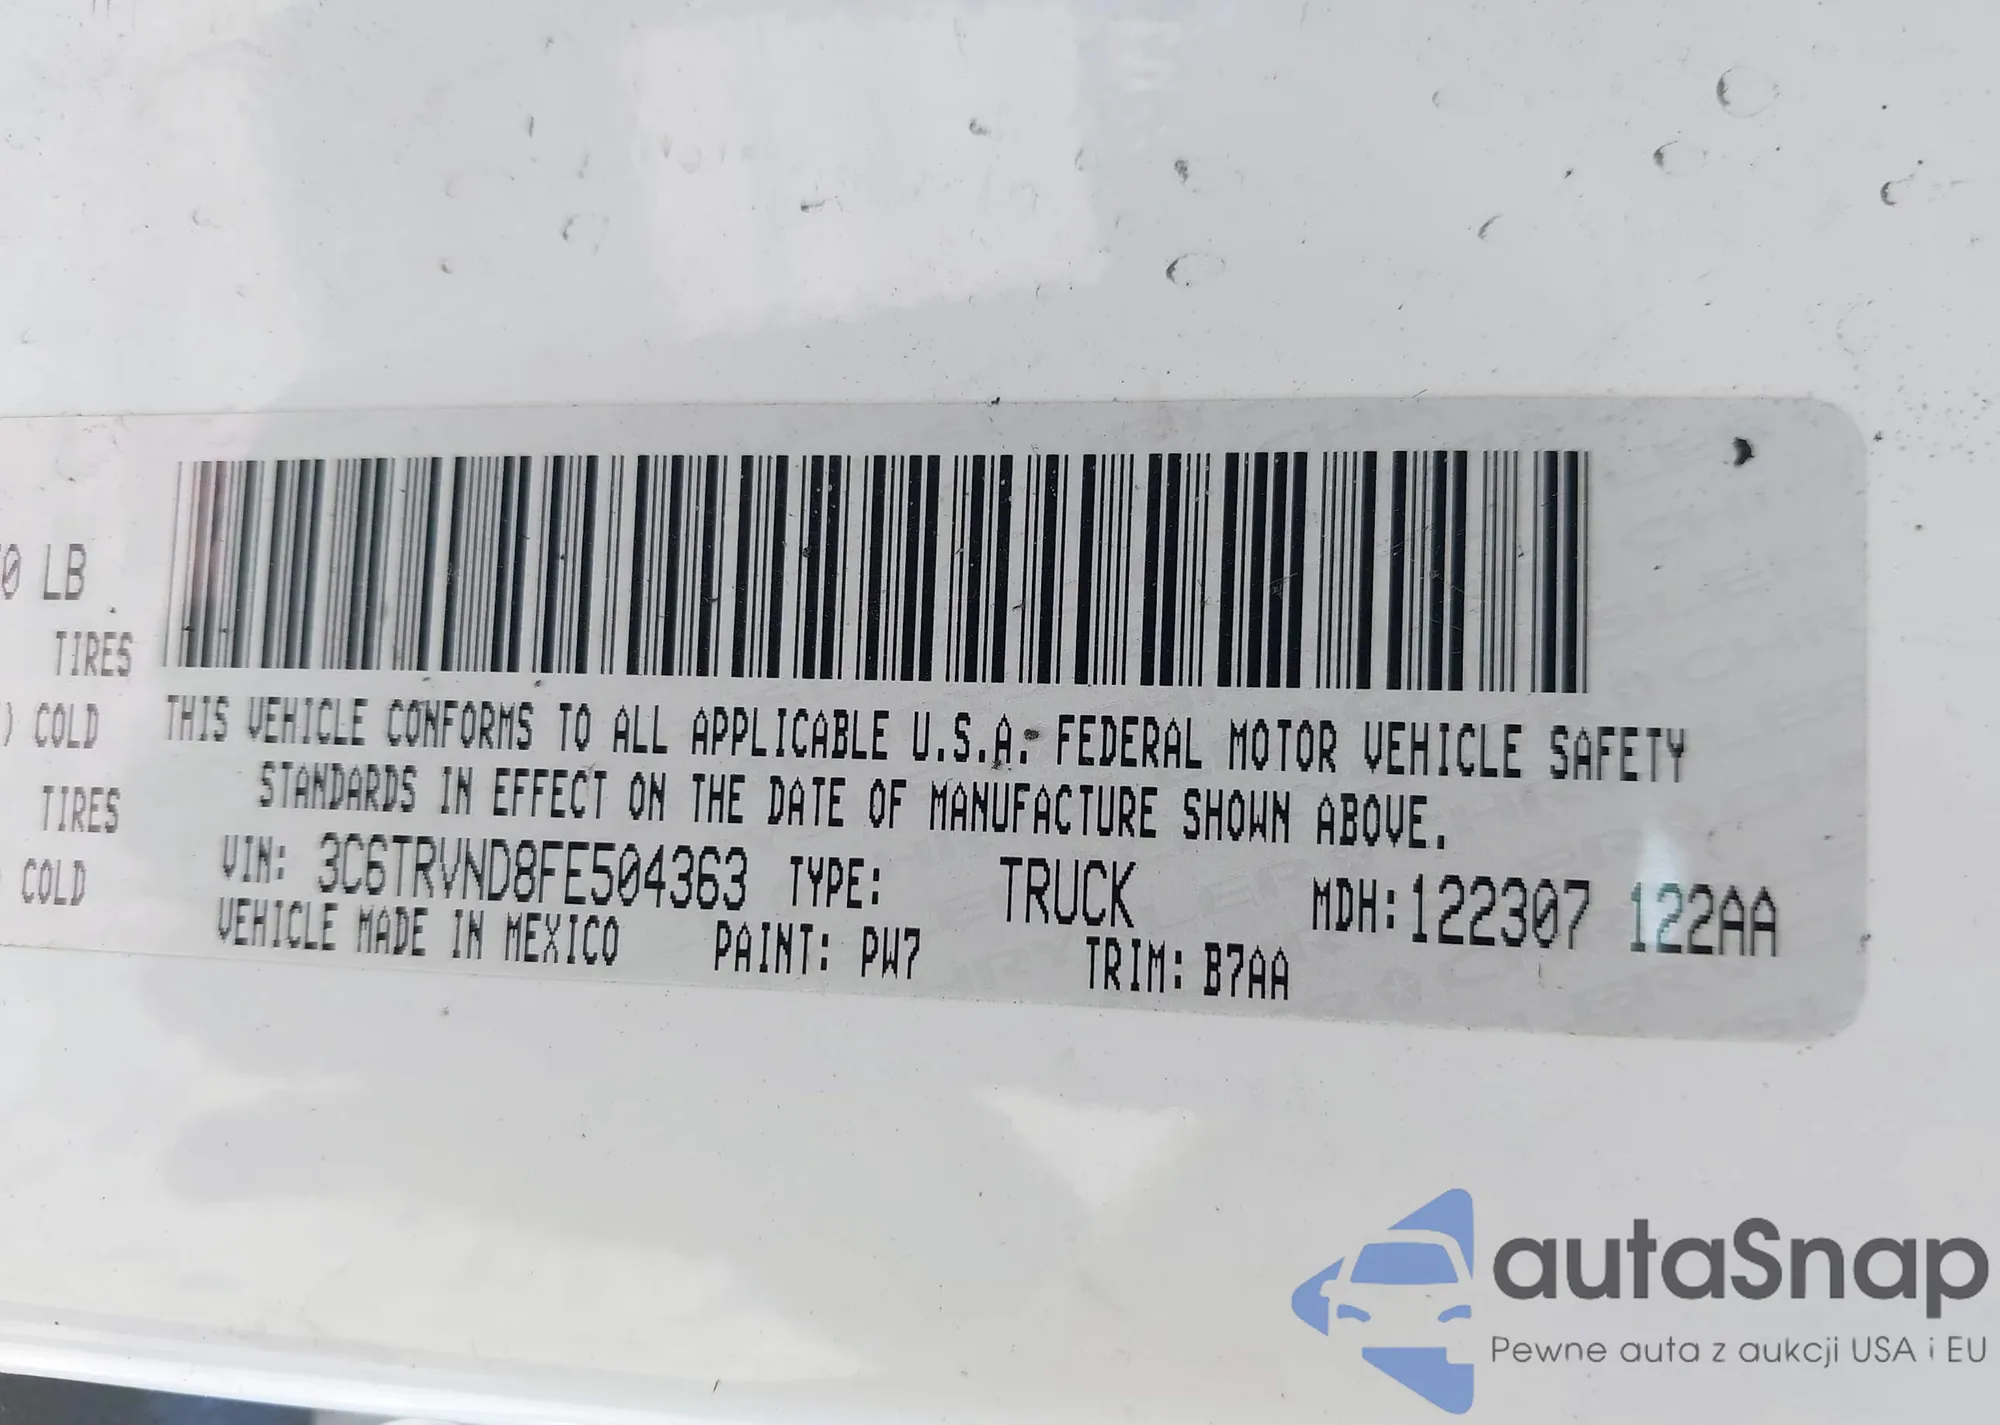 0 LB
TIRES
) COLD
TIRES
COLD
THIS VEHICLE CONFORMS TO ALL APPLICABLE U.S.A. FEDERAL MOTOR VEHICLE SAFETY
STANDARDS IN EFFECT ON THE DATE OF MANUFACTURE SHOWN ABOVE.
VIN: 3C6TRVND8FE504363 TYPE: TRUCK MDH:122307 122AA
VEHICLE MADE IN MEXICO PAINT: PW7 TRIM: B7AA
autaSnap
Pewne auta z aukcji USA i EU